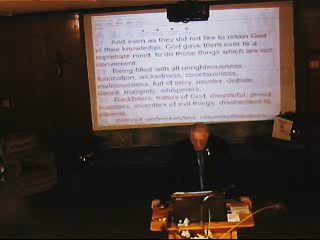 And even as they did not like to retain God
in their knowledge, God gave them over to a
reprobate mind, to do those things which are not
convenient
29 Being filled with all unrighteousness,
fornication, wickedness, covetousness,
maliciousness; full of envy, murder, debate,
deceit, malignity; whisperers,
Backbiters, haters of God, despiteful, proud,
boasters, inventors of evil things, disobedient to
parents